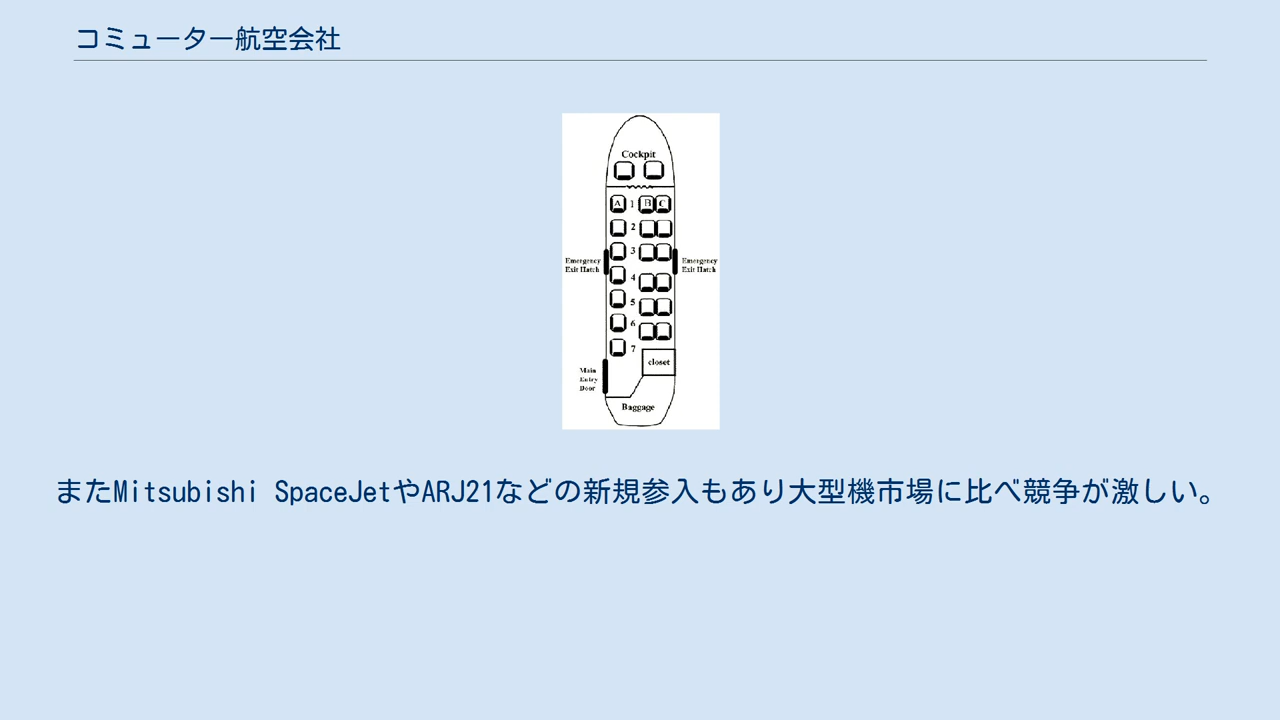 コミューター航空会社
Cockpit
A 1 B C
2
3
Emergency
Exit Hatch
Emergency
Exit Hatch
4
5
6
7
closet
Main
Entry
Door
Baggage
またMitsubishi SpaceJetやARJ21などの新規参入もあり大型機市場に比べ競争が激しい。